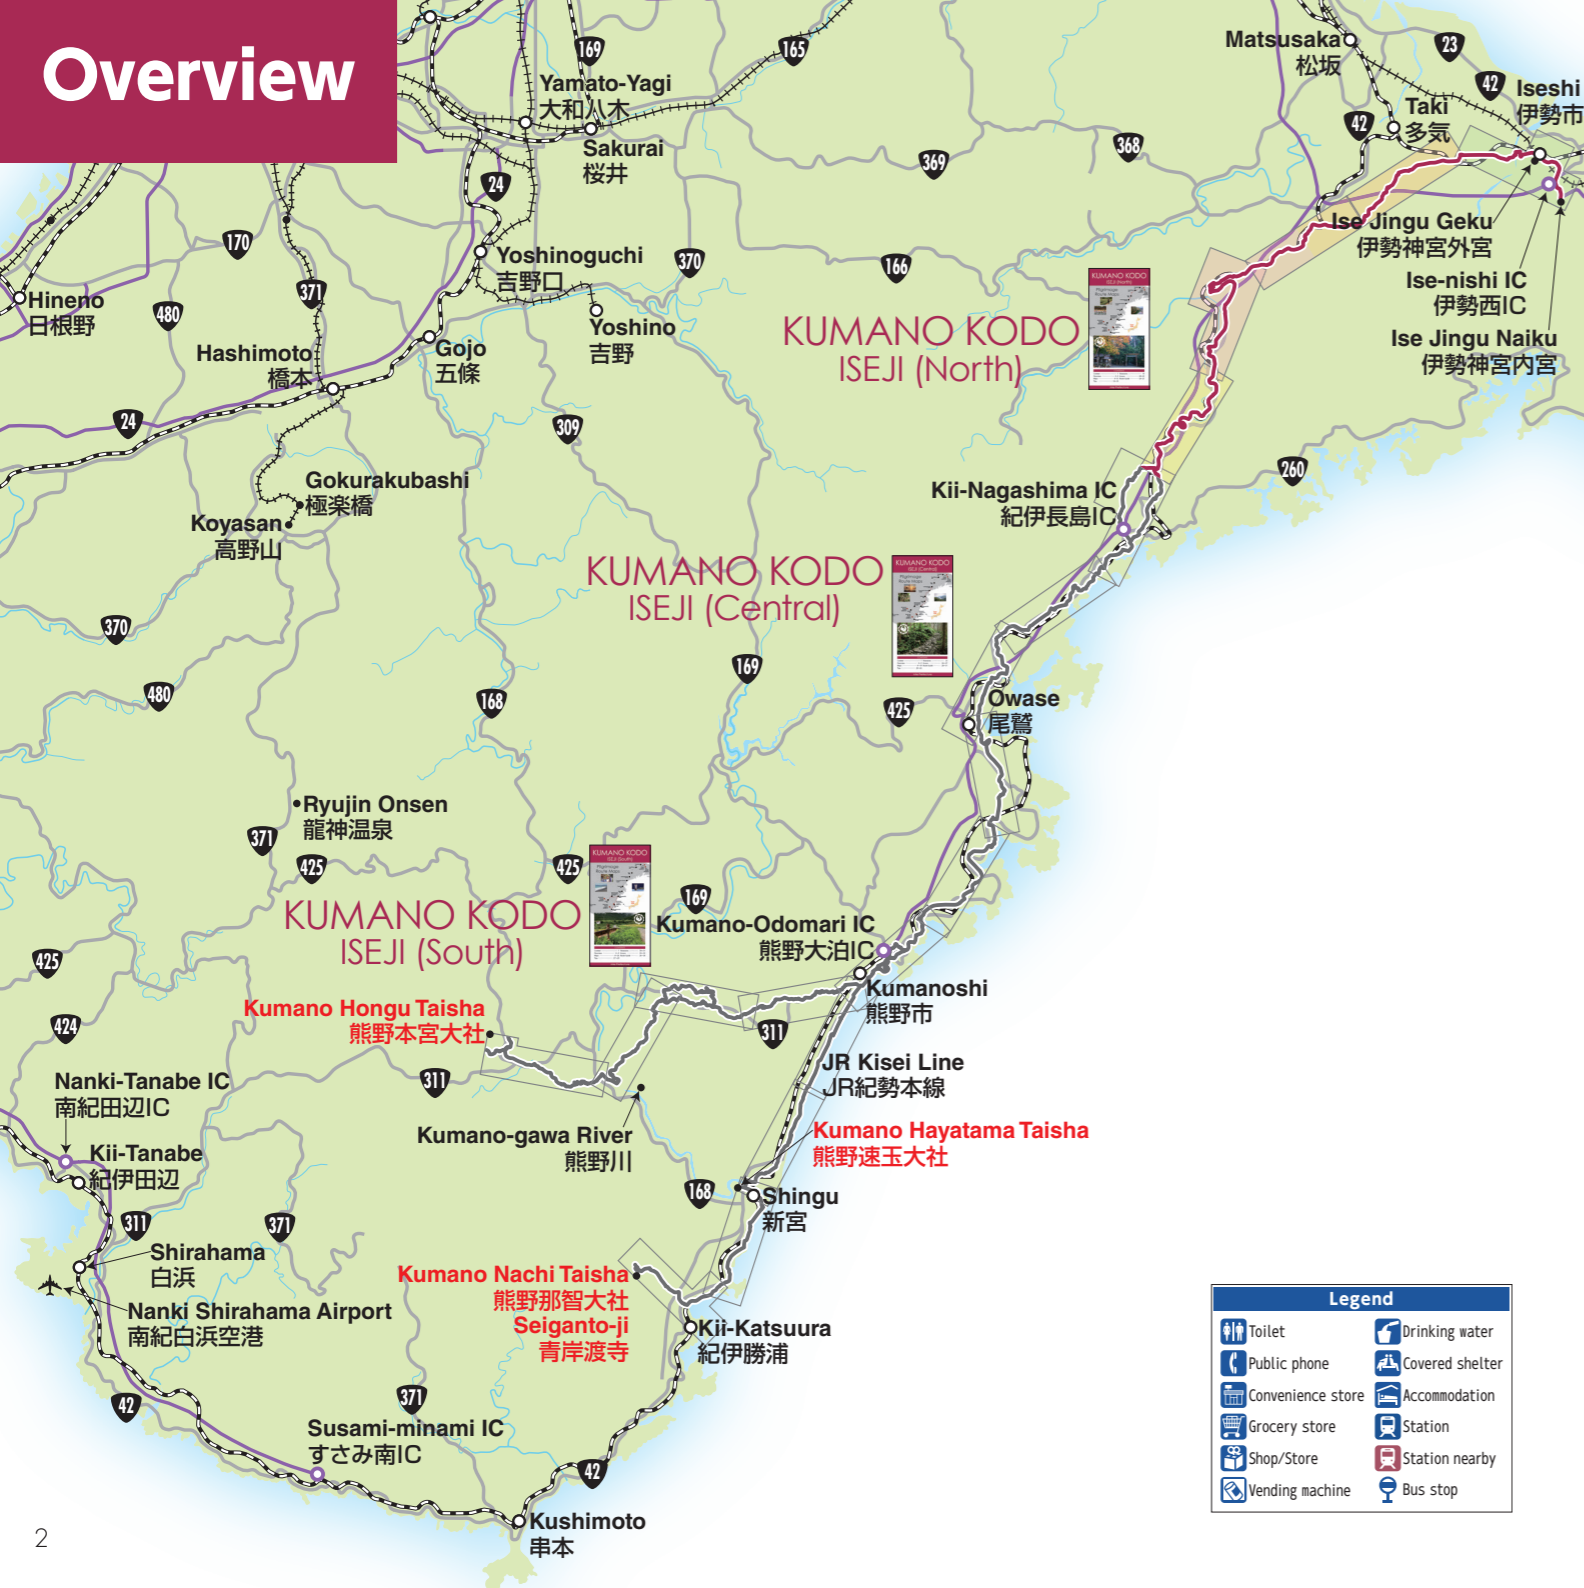 Overview
169
165
Matsusaka
松坂
23
42
Iseshi
伊勢市
Yamato-Yagi
大和八木
Taki
多気
42
Sakurai
桜井
369
368
24
Ise Jingu Geku
伊勢神宮外宮
170
Yoshinoguchi
吉野口
370
166
Ise-nishi IC
伊勢西IC
371
Hineno
日根野
480
KUMANO KODO
ISEJI (North)
Yoshino
吉野
Ise Jingu Naiku
伊勢神宮内宮
Hashimoto
橋本
Gojo
五條
24
309
260
Gokurakubashi
極楽橋
Kii-Nagashima IC
紀伊長島IC
Koyasan
高野山
KUMANO KODO
ISEJI (Central)
370
169
480
168
425
Owase
尾鷲
Ryujin Onsen
龍神温泉
371
425
425
169
KUMANO KODO
ISEJI (South)
Kumano-Odomari IC
熊野大泊IC
425
Kumanoshi
熊野市
Kumano Hongu Taisha
熊野本宮大社
424
311
JR Kisei Line
JR紀勢本線
Nanki-Tanabe IC
南紀田辺IC
311
Kumano-gawa River
熊野川
Kumano Hayatama Taisha
熊野速玉大社
Kii-Tanabe
紀伊田辺
168
Shingu
新宮
311
371
Shirahama
白浜
Kumano Nachi Taisha
熊野那智大社
Seiganto-ji
青岸渡寺
Nanki Shirahama Airport
南紀白浜空港
Kii-Katsuura
紀伊勝浦
42
371
Susami-minami IC
すさみ南IC
42
Kushimoto
串本
Legend
Toilet
Drinking water
Public phone
Covered shelter
Convenience store
Accommodation
Grocery store
Station
Shop/Store
Station nearby
Vending machine
Bus stop
2
KUMANO KODO
ISEJI (North)
KUMANO KODO
ISEJI (Central)
KUMANO KODO
ISEJI (South)